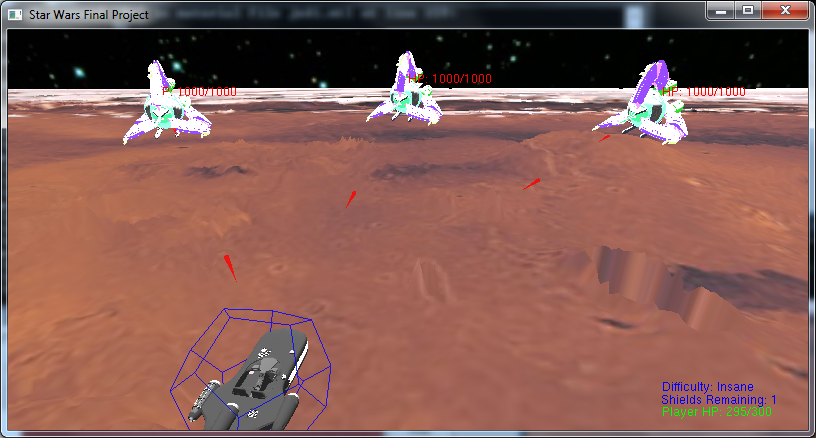 Star Wars Final Project
HP: 1000/1000
1000/1000
HP: 1000/1000
Difficulty: Insane
Shields Remaining: 1
Player HP: 295/300